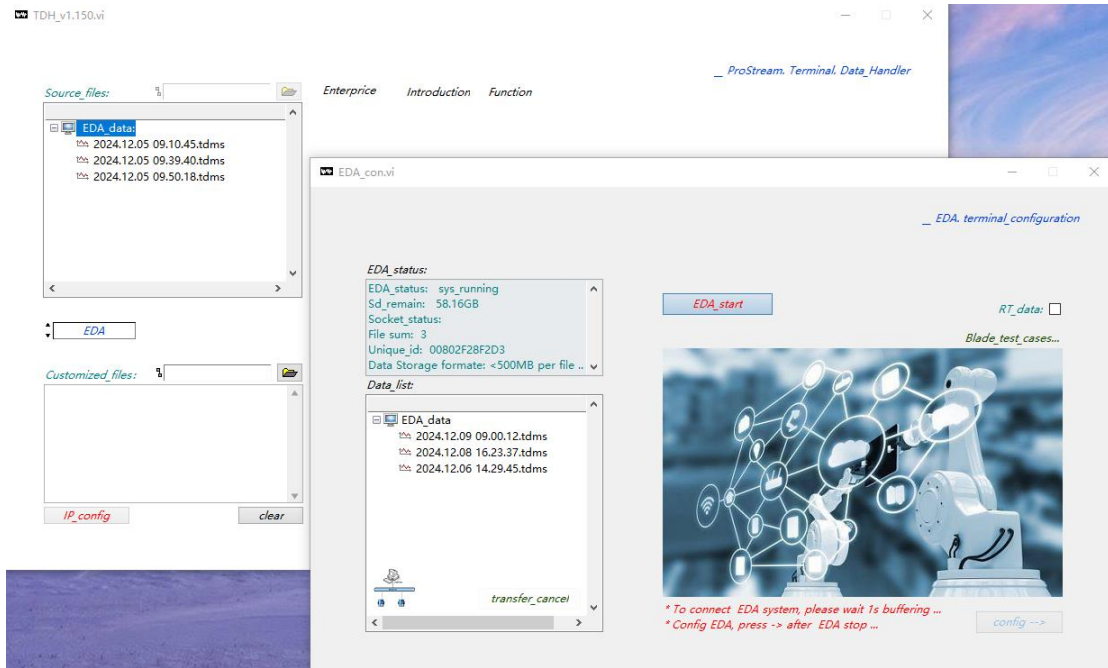 TDH_v1.150.vi
_ ProStream. Terminal. Data_Handler
Source_files:
Enterprice Introduction Function
EDA_data:
2024.12.05 09.10.45.tdms
2024.12.05 09.39.40.tdms
2024.12.05 09.50.18.tdms
EDA
Customized_files:
IP_config
clear
EDA_con.vi
_ EDA. terminal_configuration
EDA_status:
EDA_status: sys_running
Sd_remain: 58.16GB
Socket_status:
File sum: 3
Unique_id: 00802F28F2D3
Data Storage formate: <500MB per file ..
Data_list:
EDA_data
2024.12.09 09.00.12.tdms
2024.12.08 16.23.37.tdms
2024.12.06 14.29.45.tdms
transfer_cancel
EDA_start
RT_data:
Blade_test_cases...
* To connect EDA system, please wait 1s buffering ...
* Config EDA, press -> after EDA stop ...
config -->